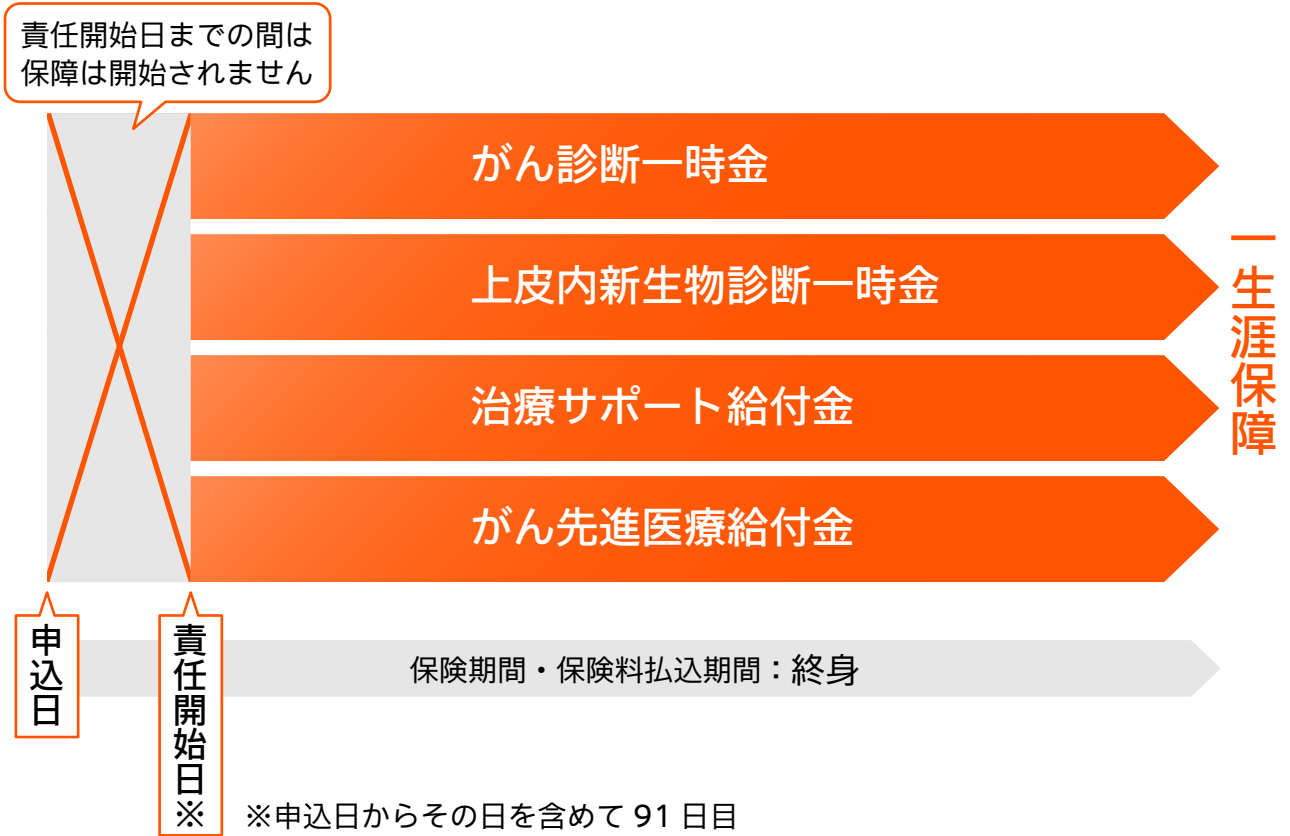 責任開始日までの間は
保障は開始されません
がん診断一時金
上皮内新生物診断一時金
治療サポート給付金
がん先進医療給付金
一生涯保障
申込日
責任開始日※
保険期間・保険料払込期間：終身
※申込日からその日を含めて 91 日目